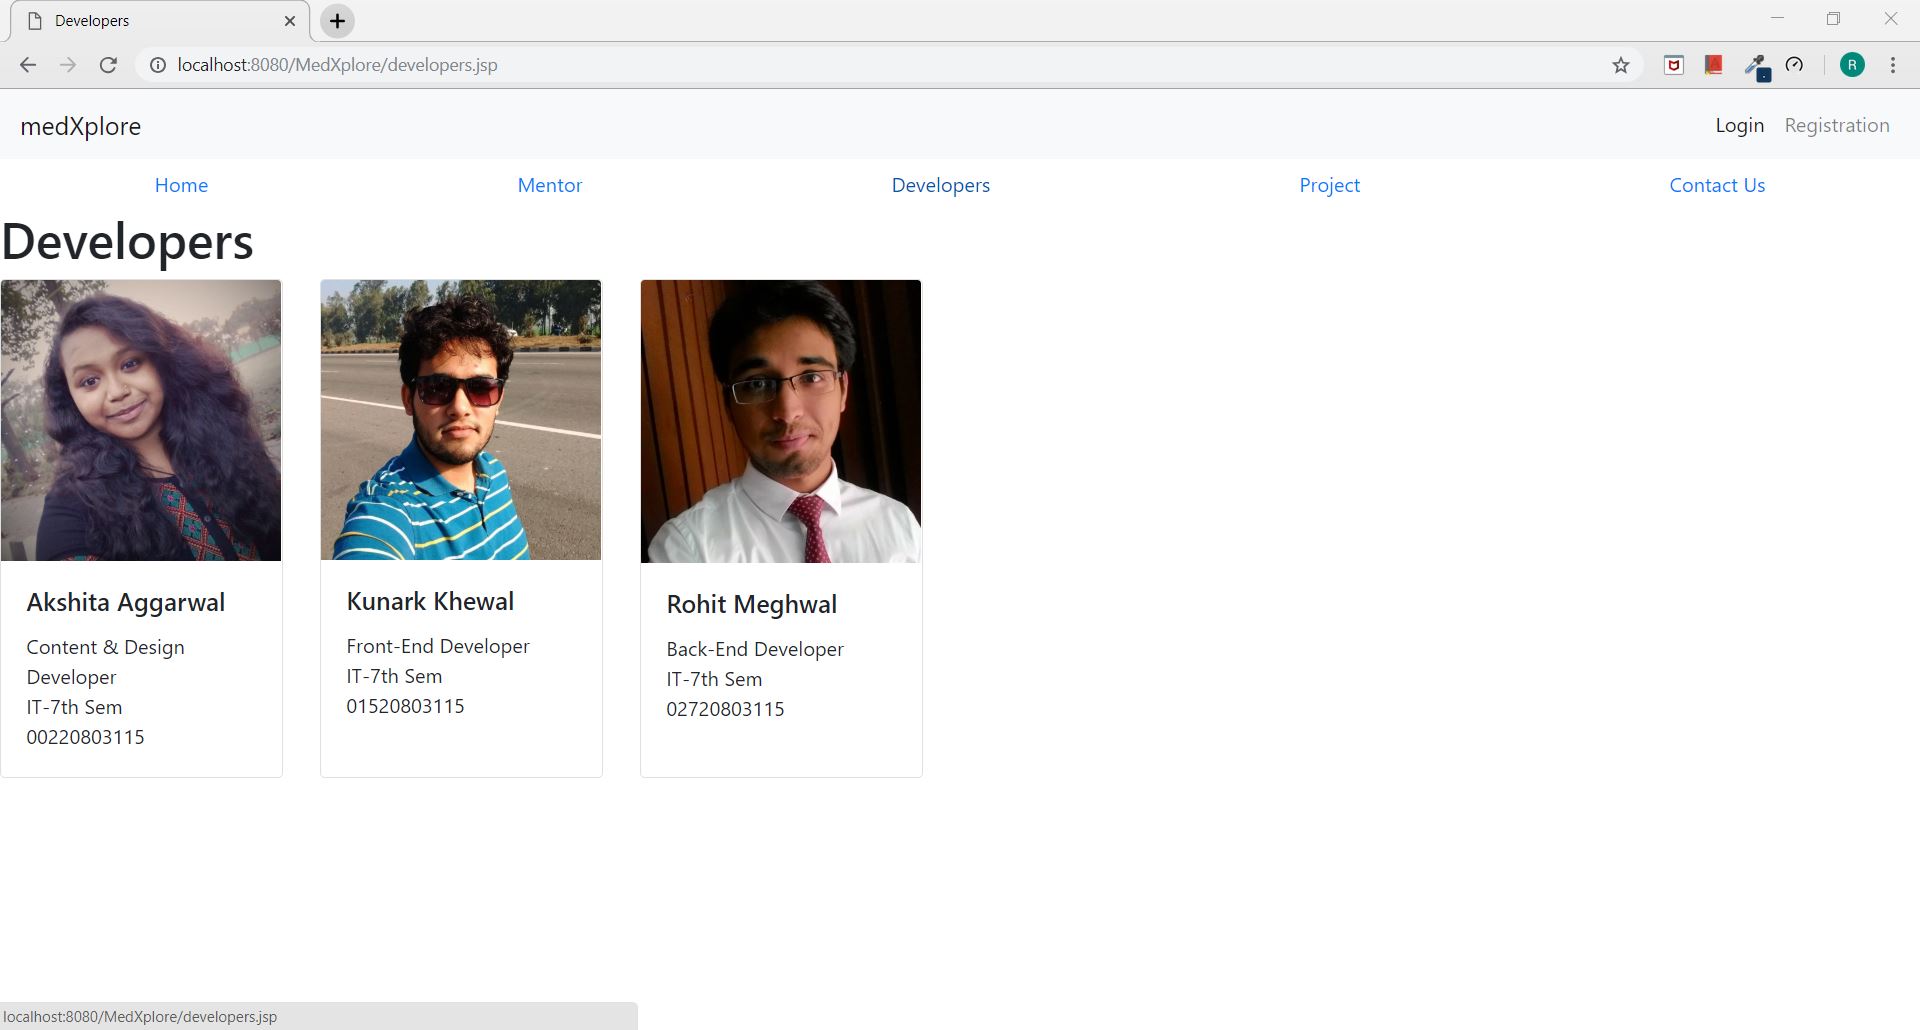 Developers
localhost:8080/MedXplore/developers.jsp
R
medXplore
Login Registration
Home Mentor Developers Project Contact Us
Developers
Akshita Aggarwal
Content & Design
Developer
IT-7th Sem
00220803115
Kunark Khewal
Front-End Developer
IT-7th Sem
01520803115
Rohit Meghwal
Back-End Developer
IT-7th Sem
02720803115
localhost:8080/MedXplore/developers.jsp